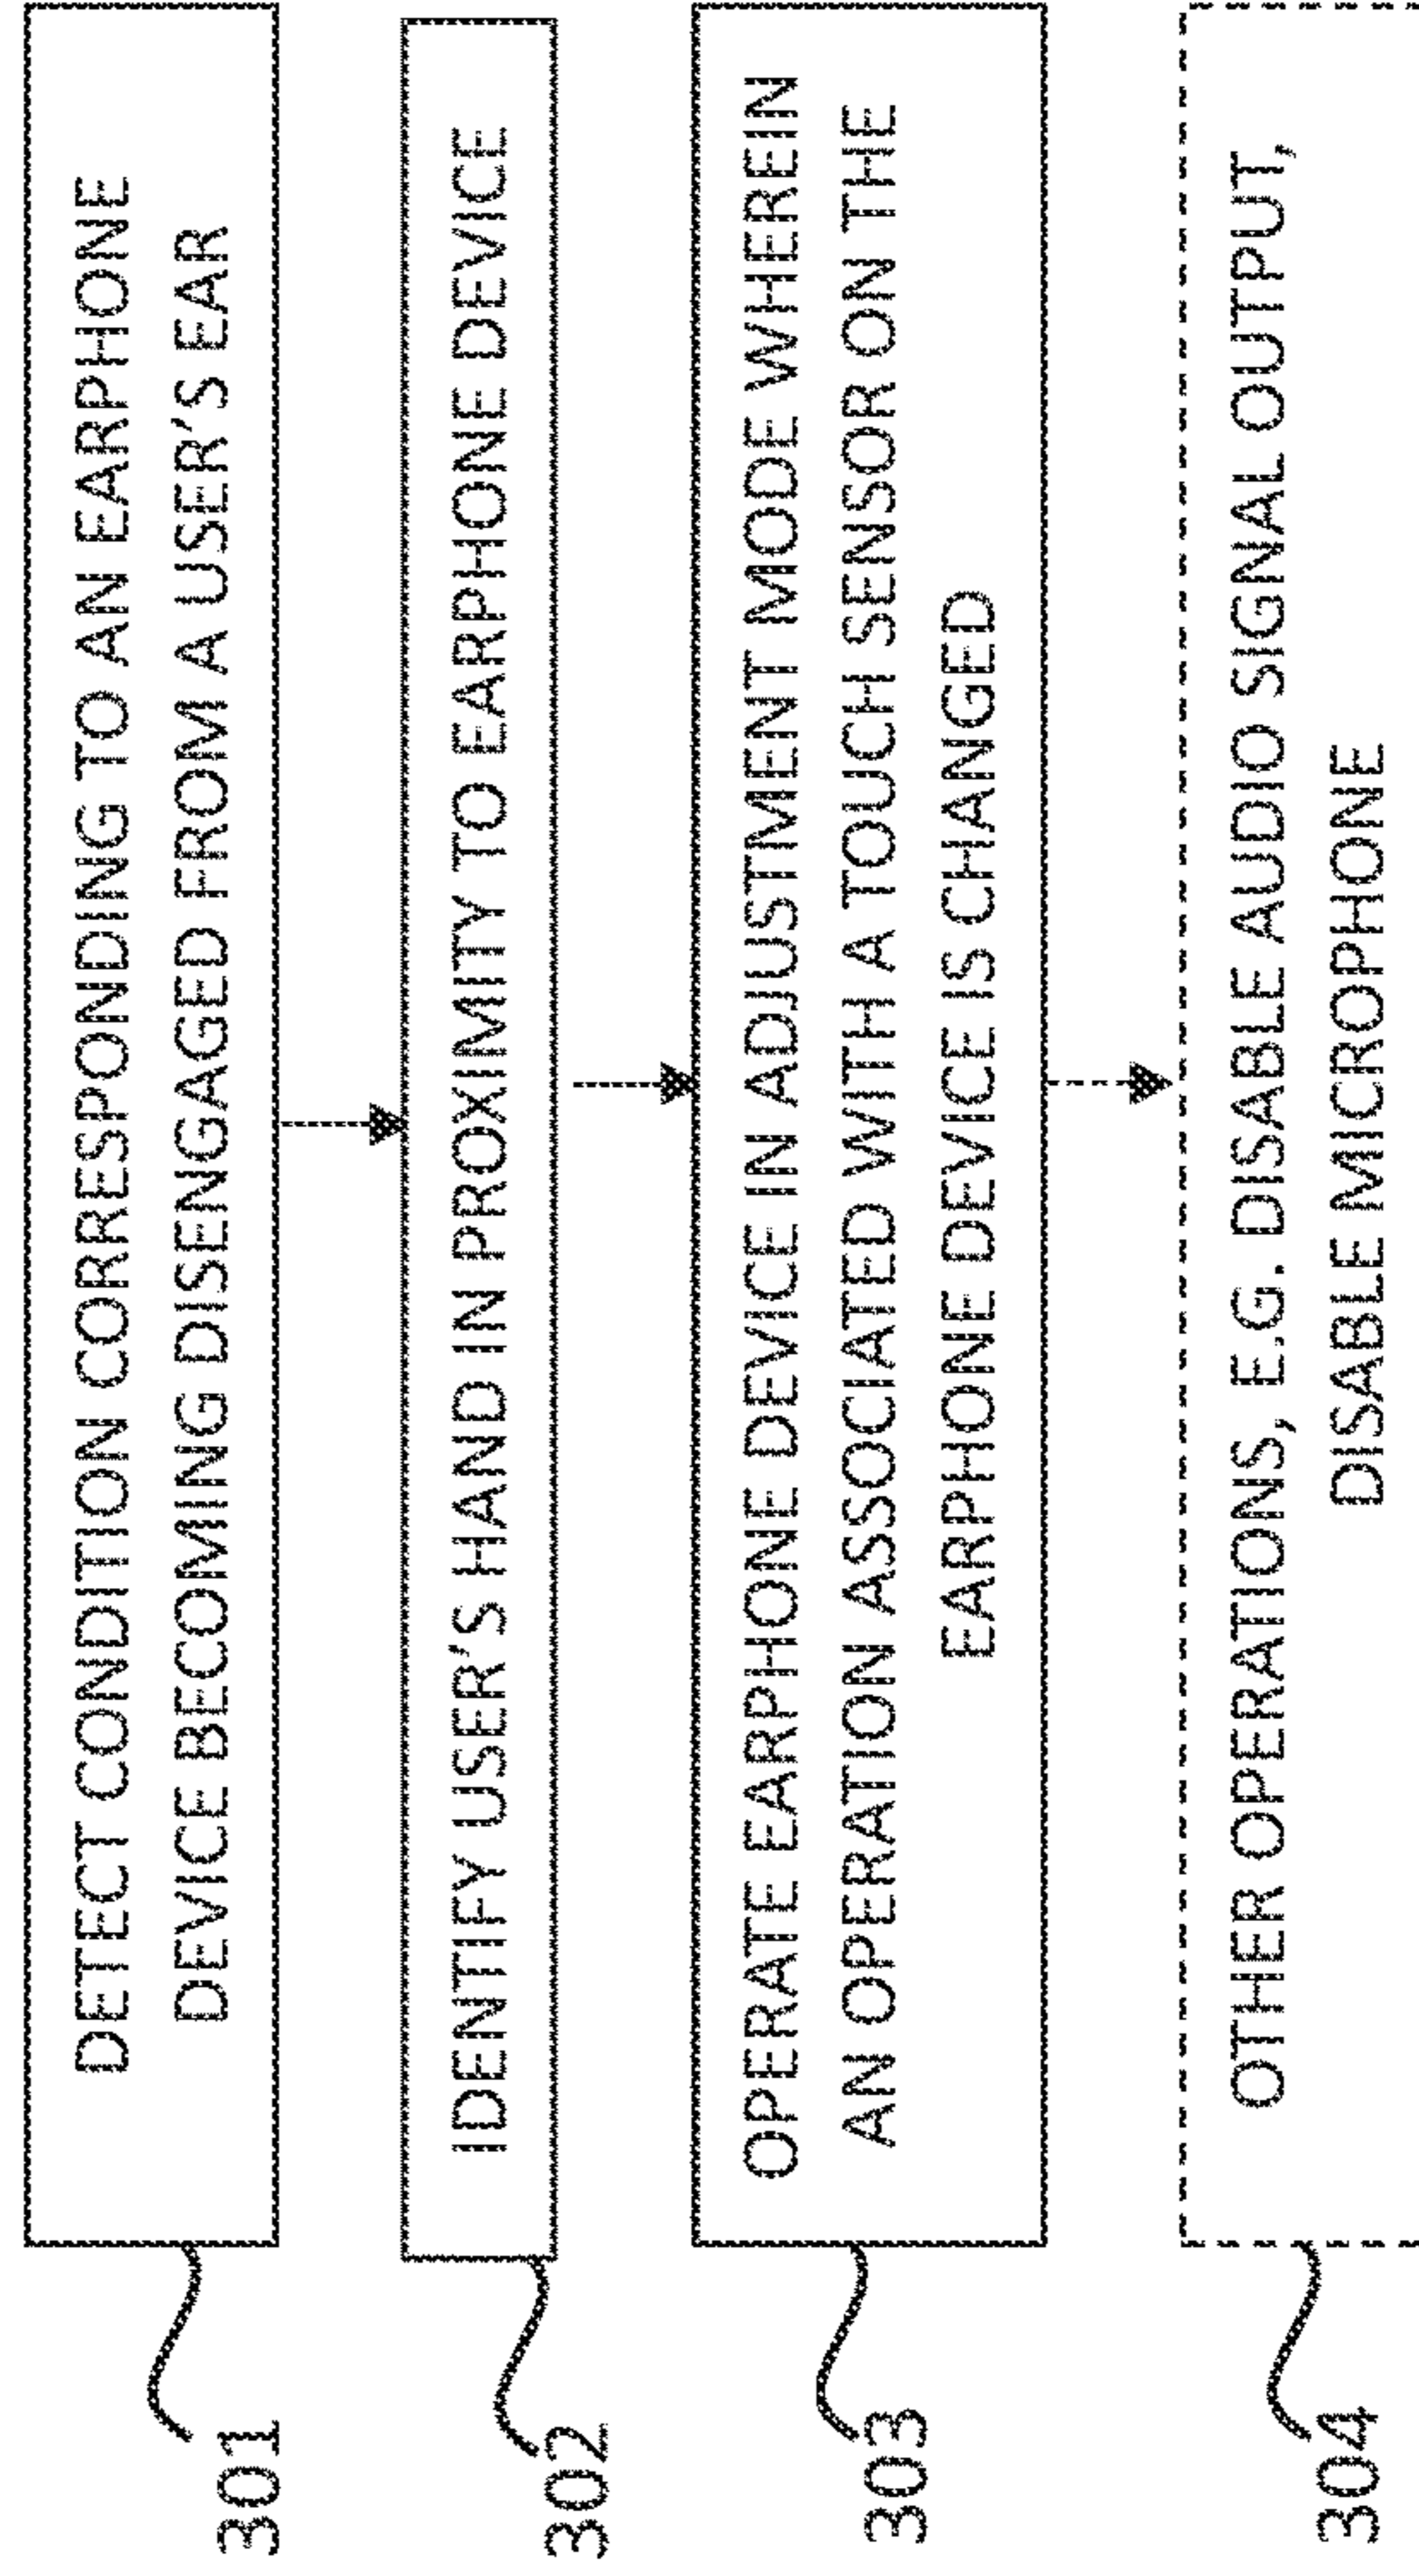 DETECT CONDITION CORRESPONDING TO AN EARPHONE
DEVICE BECOMING DISENGAGED FROM A USER'S EAR
301
IDENTIFY USER'S HAND IN PROXIMITY TO EARPHONE DEVICE
302
OPERATE EARPHONE DEVICE IN ADJUSTMENT MODE WHEREIN
AN OPERATION ASSOCIATED WITH A TOUCH SENSOR ON THE
EARPHONE DEVICE IS CHANGED
303
OTHER OPERATIONS, E.G. DISABLE AUDIO SIGNAL OUTPUT,
DISABLE MICROPHONE
304